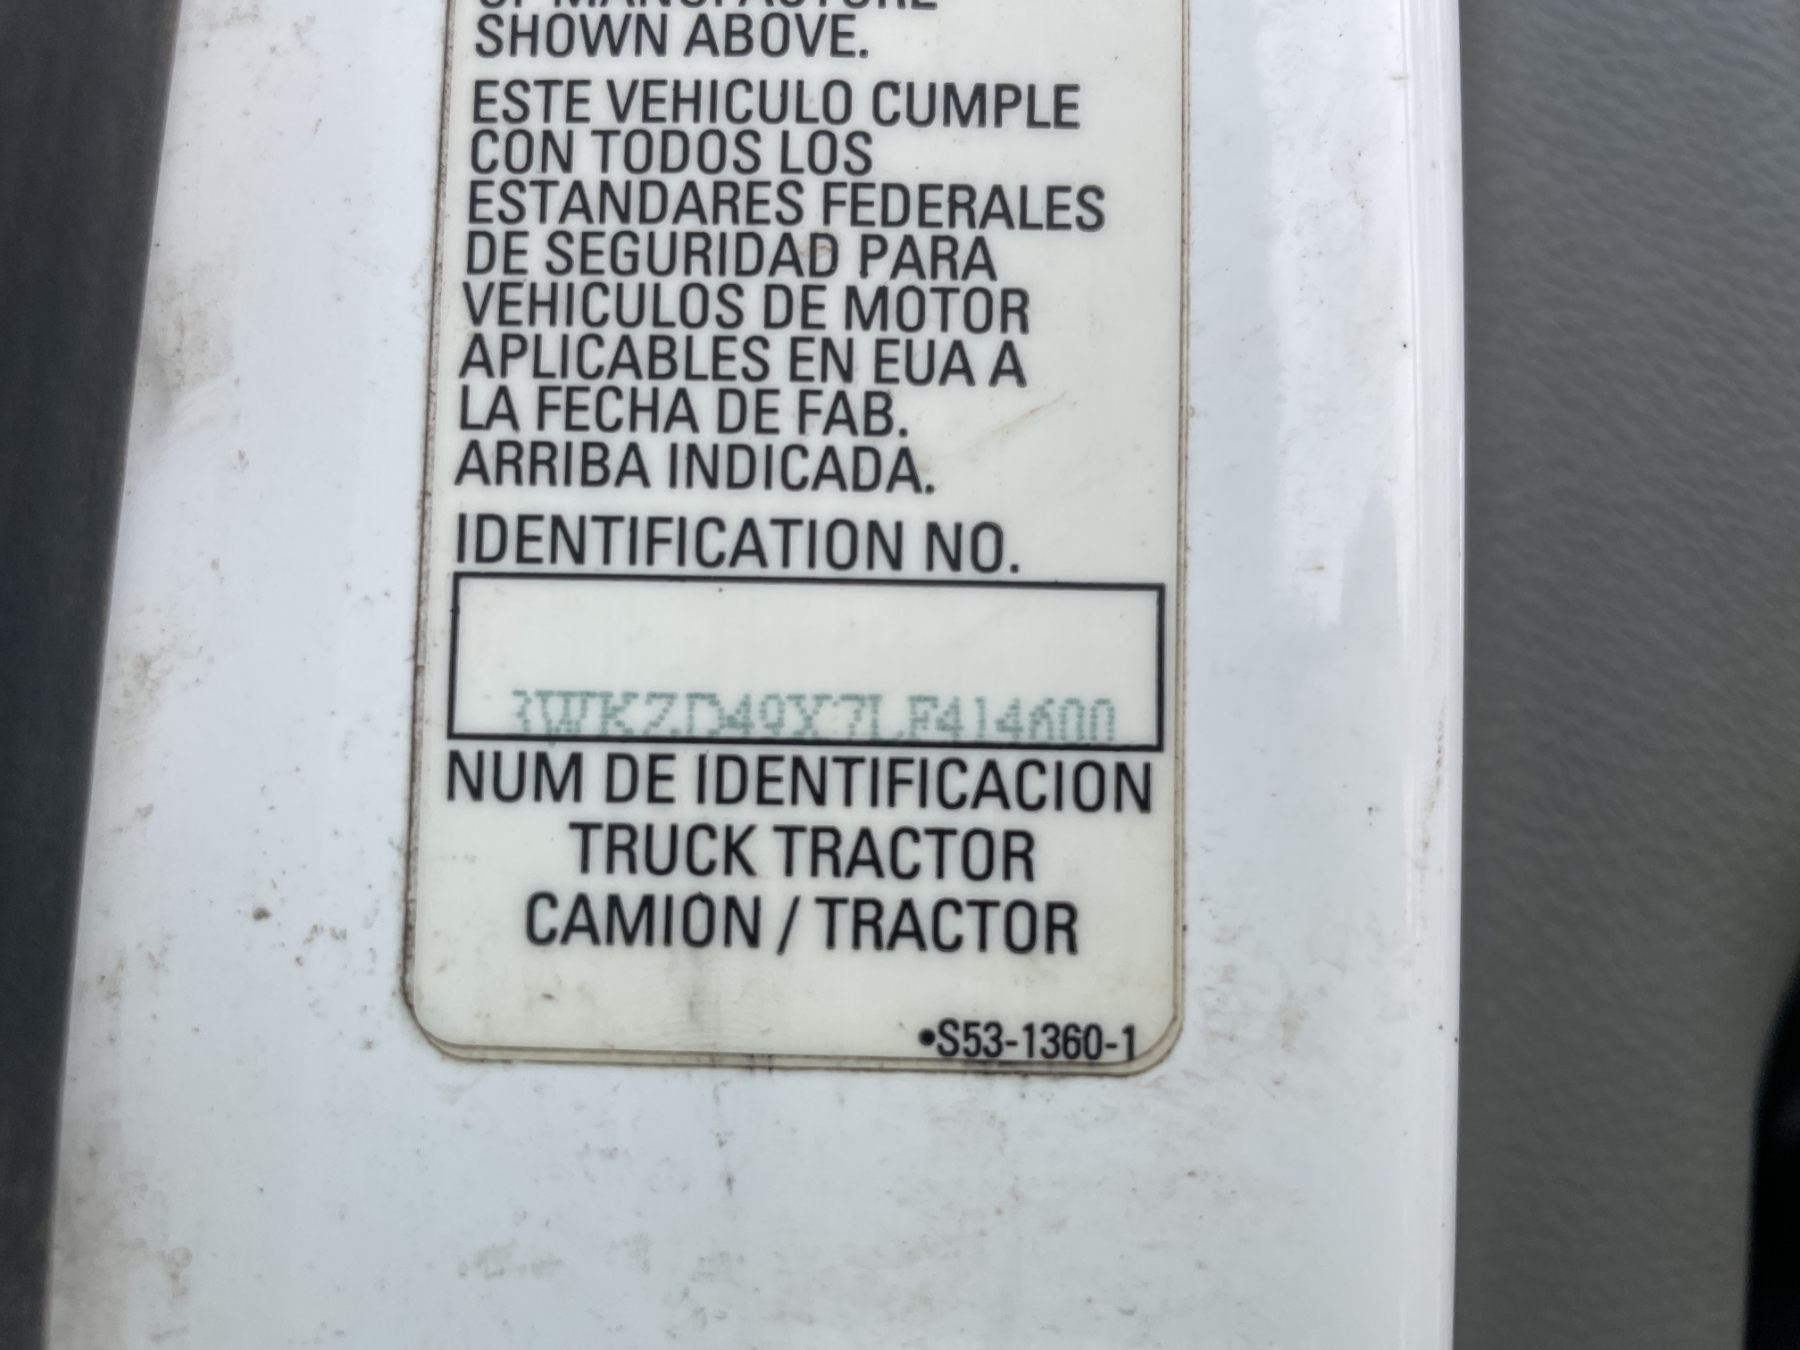 OF MANUFACTURE
SHOWN ABOVE.
ESTE VEHICULO CUMPLE
CON TODOS LOS
ESTANDARES FEDERALES
DE SEGURIDAD PARA
VEHICULOS DE MOTOR
APLICABLES EN EUA A
LA FECHA DE FAB.
ARRIBA INDICADA.
IDENTIFICATION NO.
3WKZD49X7LF414600
NUM DE IDENTIFICACION
TRUCK TRACTOR
CAMION / TRACTOR
•S53-1360-1